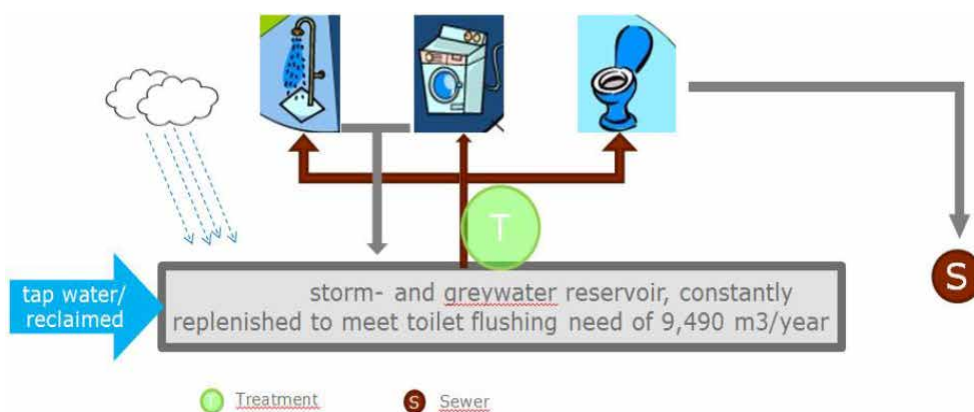 T
tap water/
reclaimed
storm- and greywater reservoir, constantly
replenished to meet toilet flushing need of 9,490 m3/year
S
T Treatment
S Sewer